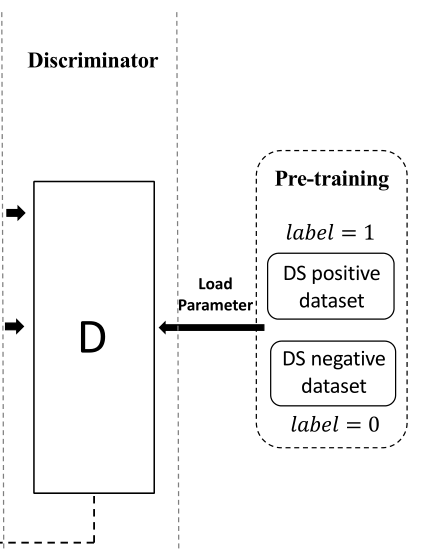 Discriminator
Pre-training
label = 1
DS positive
dataset
Load
Parameter
D
DS negative
dataset
label = 0